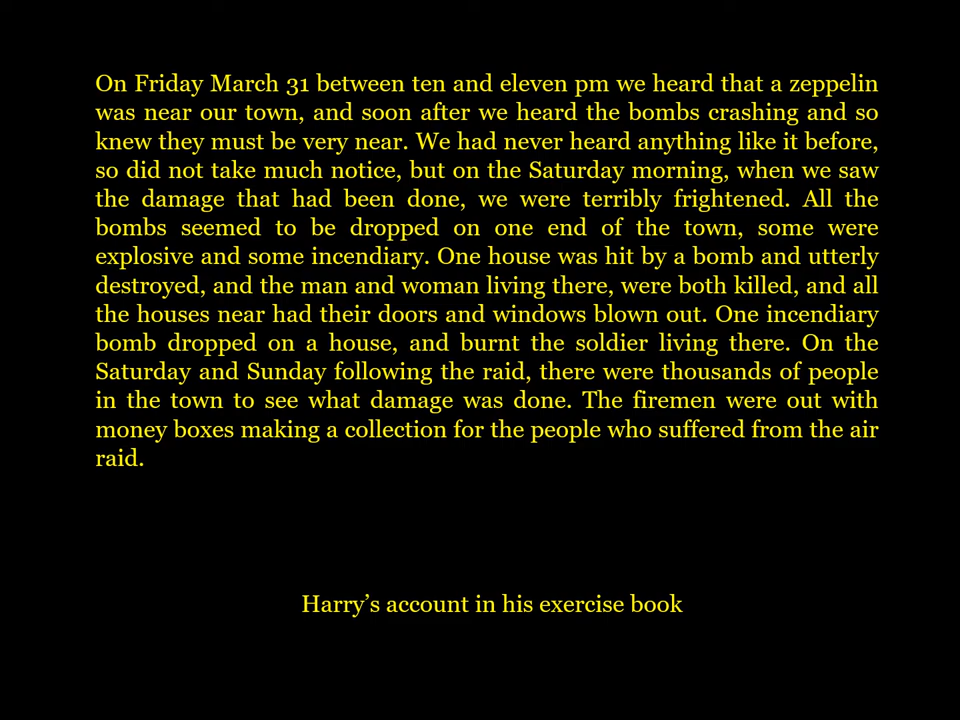 On Friday March 31 between ten and eleven pm we heard that a zeppelin
was near our town, and soon after we heard the bombs crashing and so
knew they must be very near. We had never heard anything like it before,
so did not take much notice, but on the Saturday morning, when we saw
the damage that had been done, we were terribly frightened. All the
bombs seemed to be dropped on one end of the town, some were
explosive and some incendiary. One house was hit by a bomb and utterly
destroyed, and the man and woman living there, were both killed, and all
the houses near had their doors and windows blown out. One incendiary
bomb dropped on a house, and burnt the soldier living there. On the
Saturday and Sunday following the raid, there were thousands of people
in the town to see what damage was done. The firemen were out with
money boxes making a collection for the people who suffered from the air
raid.
Harry’s account in his exercise book